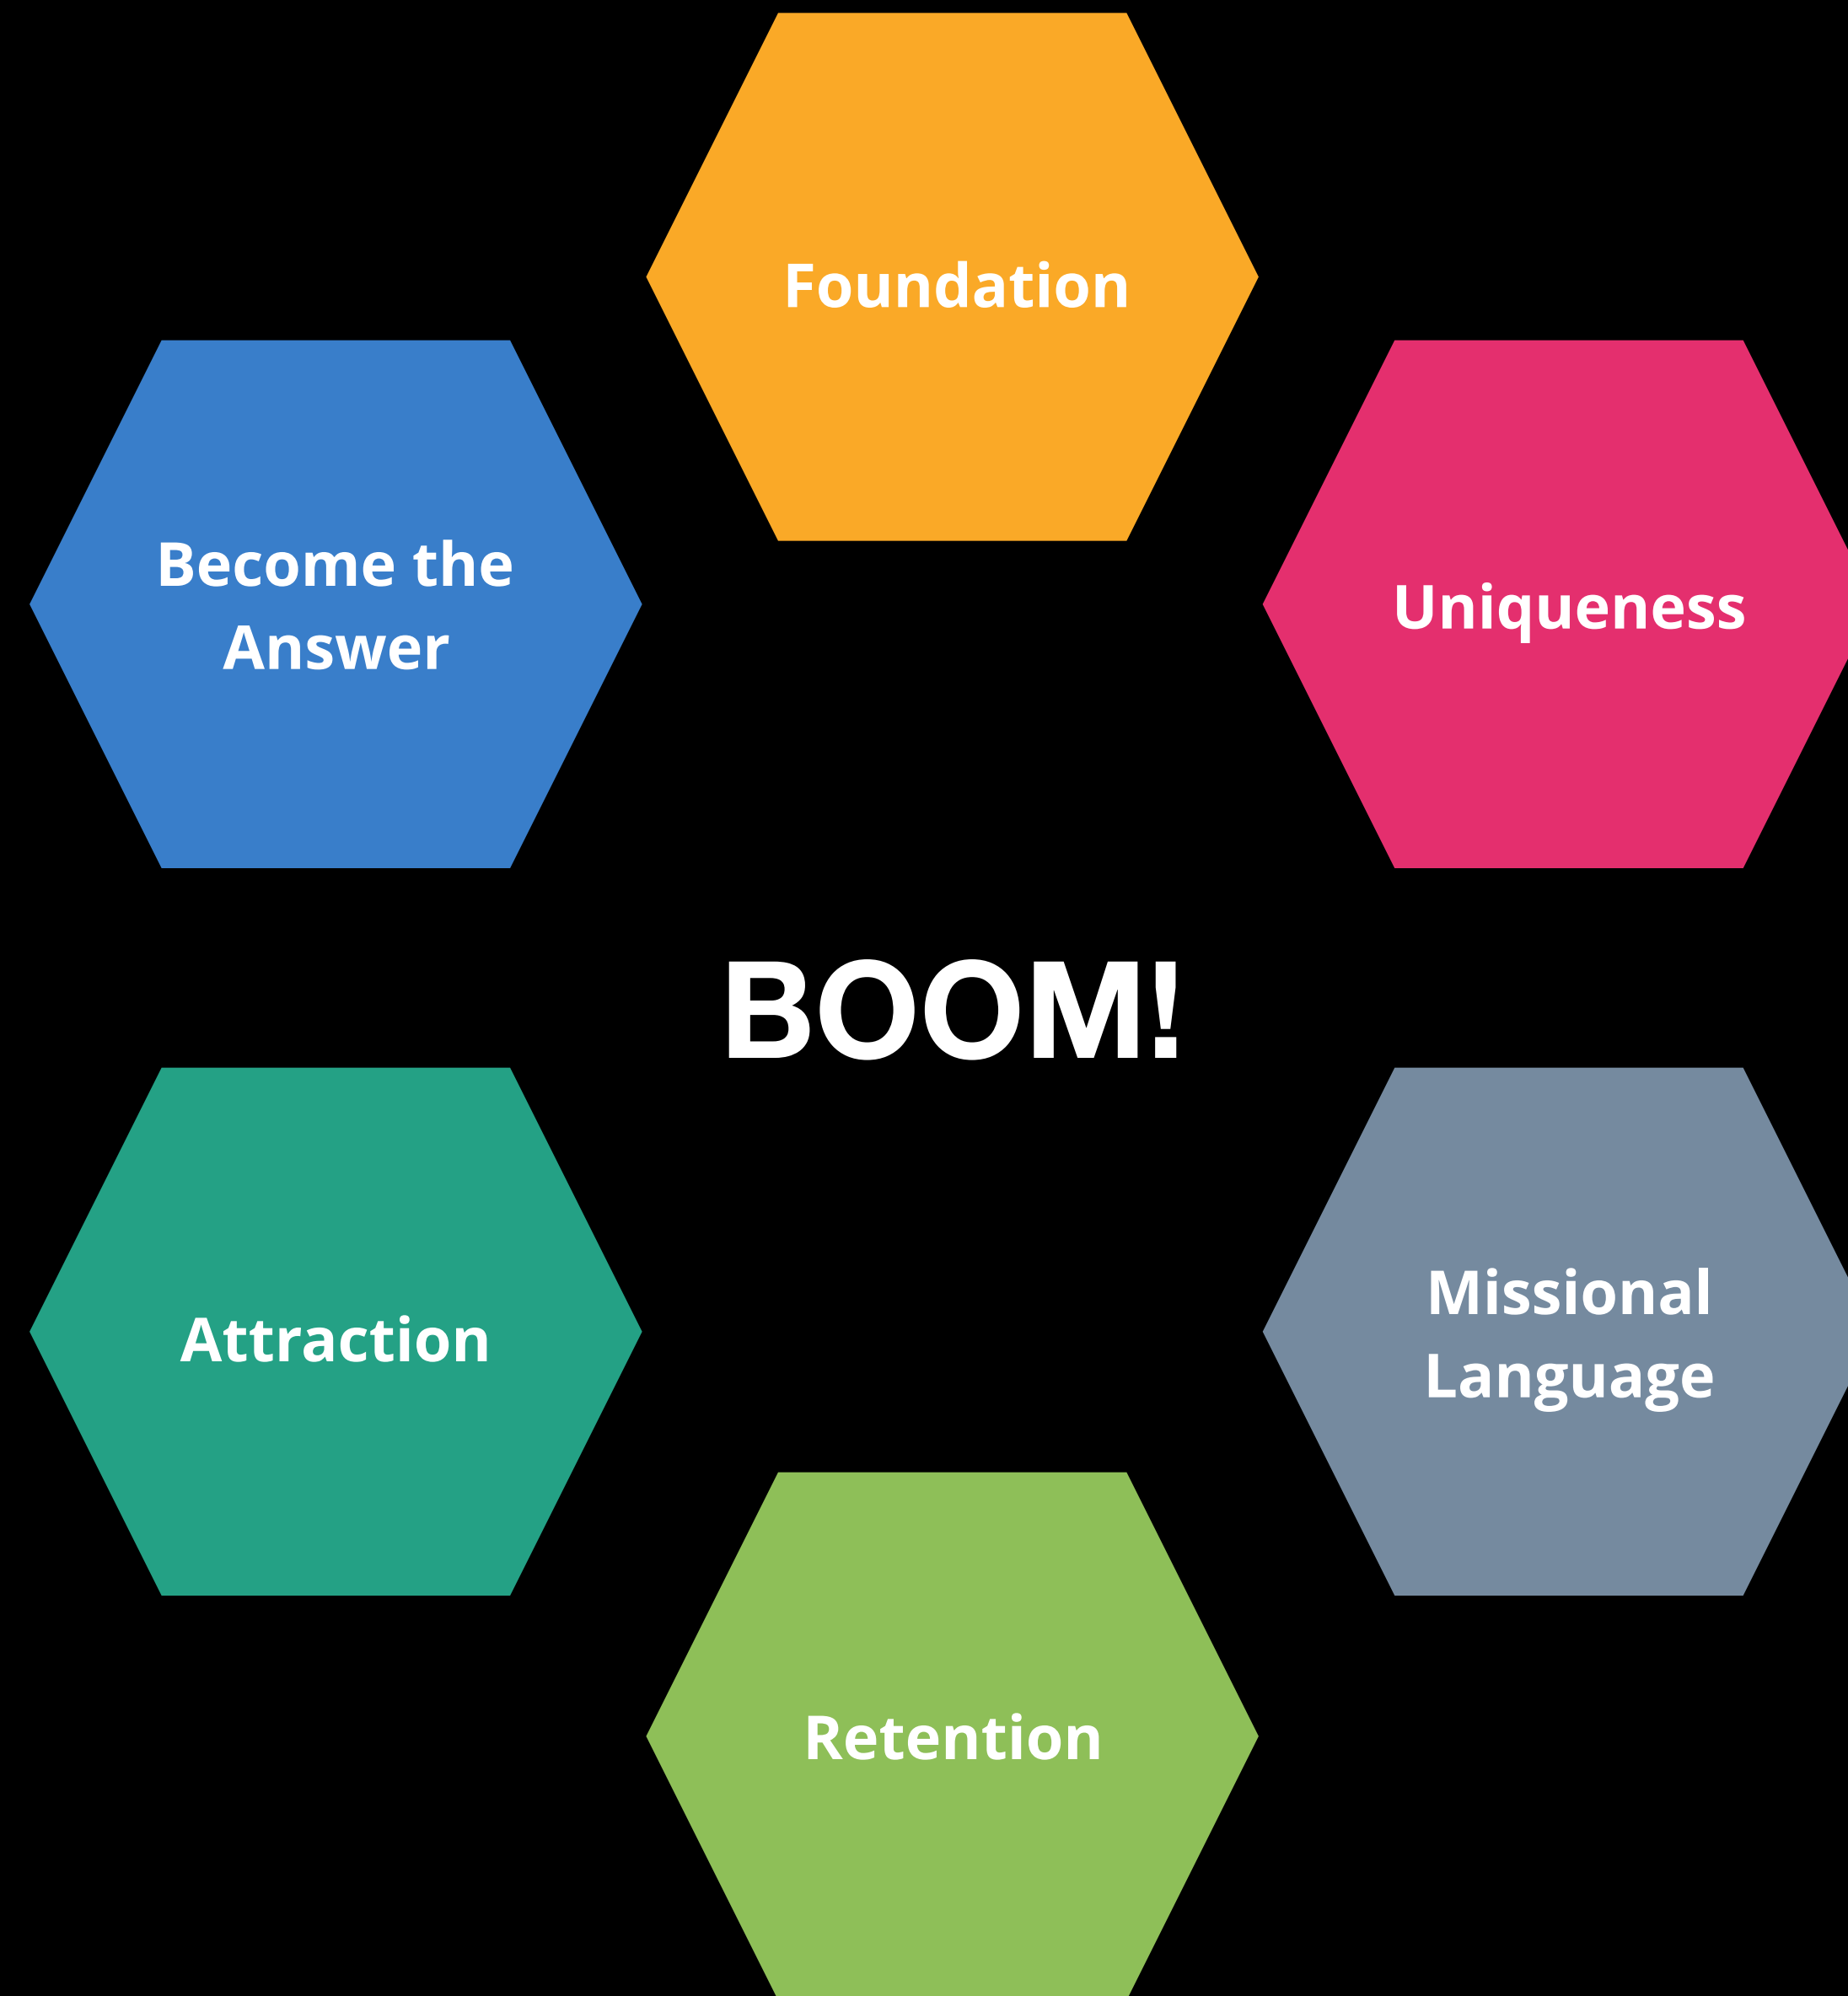 Foundation
Become the
Answer
Uniqueness
BOOM!
Attraction
Missional
Language
Retention